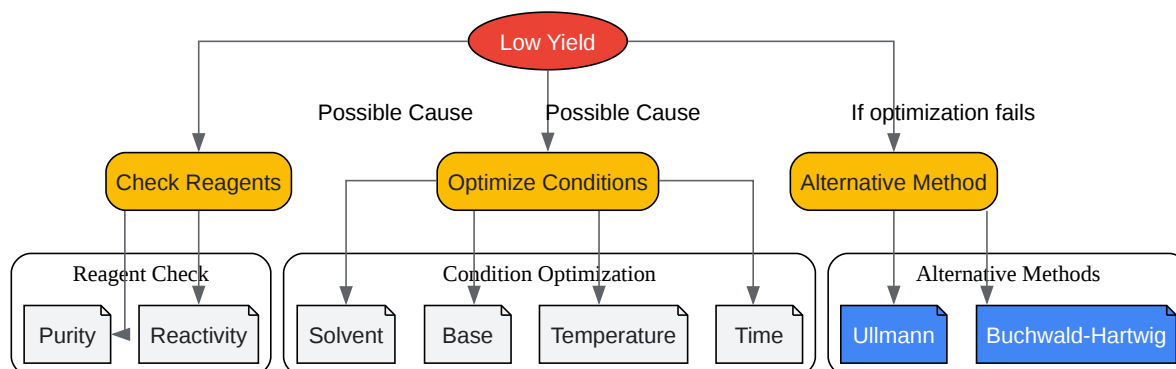 Low Yield
Possible Cause
Possible Cause
If optimization fails
Check Reagents
Optimize Conditions
Alternative Method
Reagent Check
Condition Optimization
Alternative Methods
Purity
Reactivity
Solvent
Base
Temperature
Time
Ullmann
Buchwald-Hartwig